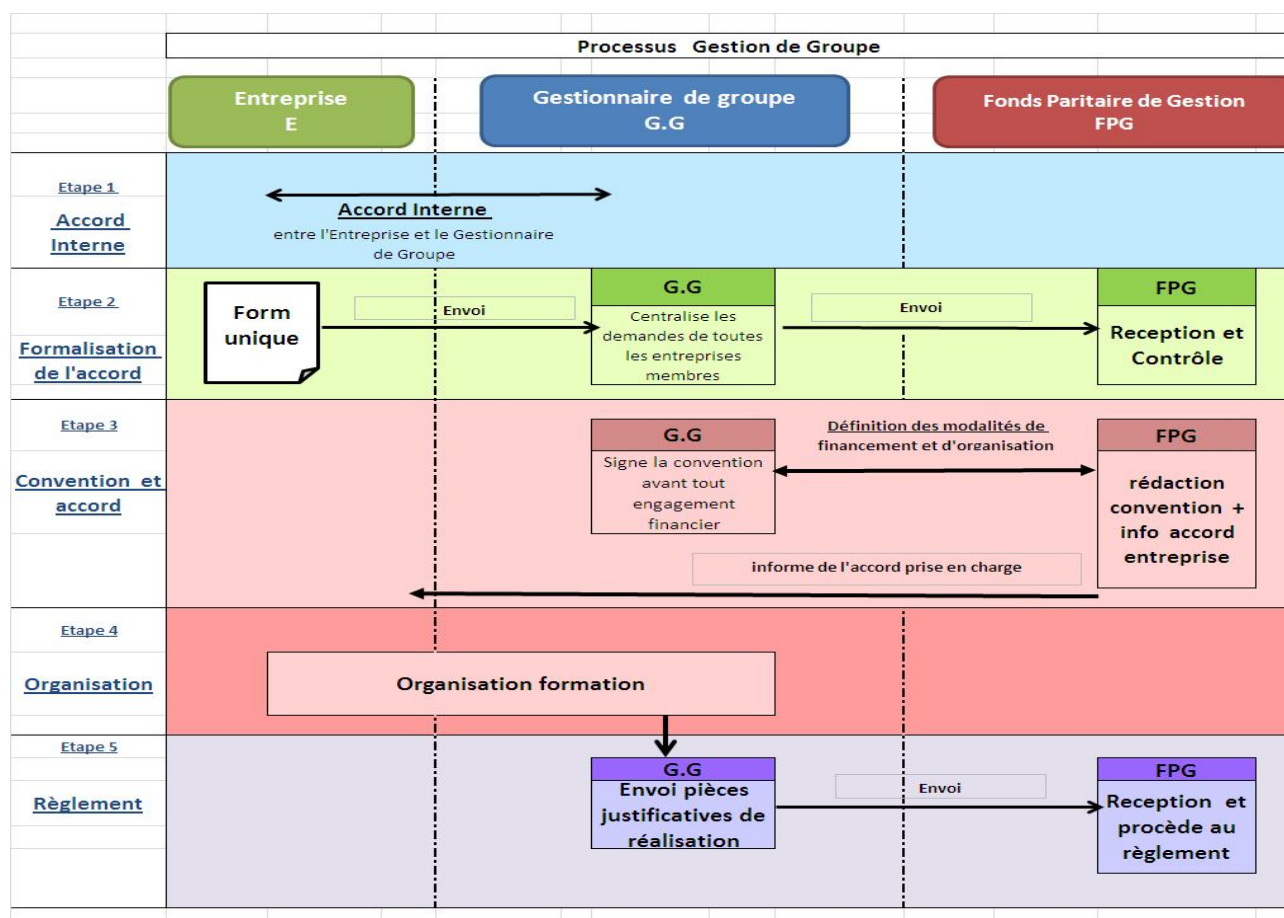 Processus Gestion de Groupe
Entreprise
E
Gestionnaire de groupe
G.G
Fonds Paritaire de Gestion
FPG
Etape 1
Accord
Interne
Accord Interne
entre l'Entreprise et le Gestionnaire
de Groupe
Etape 2
Formalisation
de l'accord
Form
unique
Envoi
G.G
Centralise les
demandes de toutes
les entreprises
membres
Envoi
FPG
Reception et
Contrôle
Etape 3
Convention et
accord
G.G
Signe la convention
avant tout
engagement
financier
Définition des modalités de
financement et d'organisation
FPG
rédaction
convention +
info accord
entreprise
informe de l'accord prise en charge
Etape 4
Organisation
Organisation formation
Etape 5
Règlement
G.G
Envoi pièces
justificatives de
réalisation
Envoi
FPG
Reception et
procède au
règlement